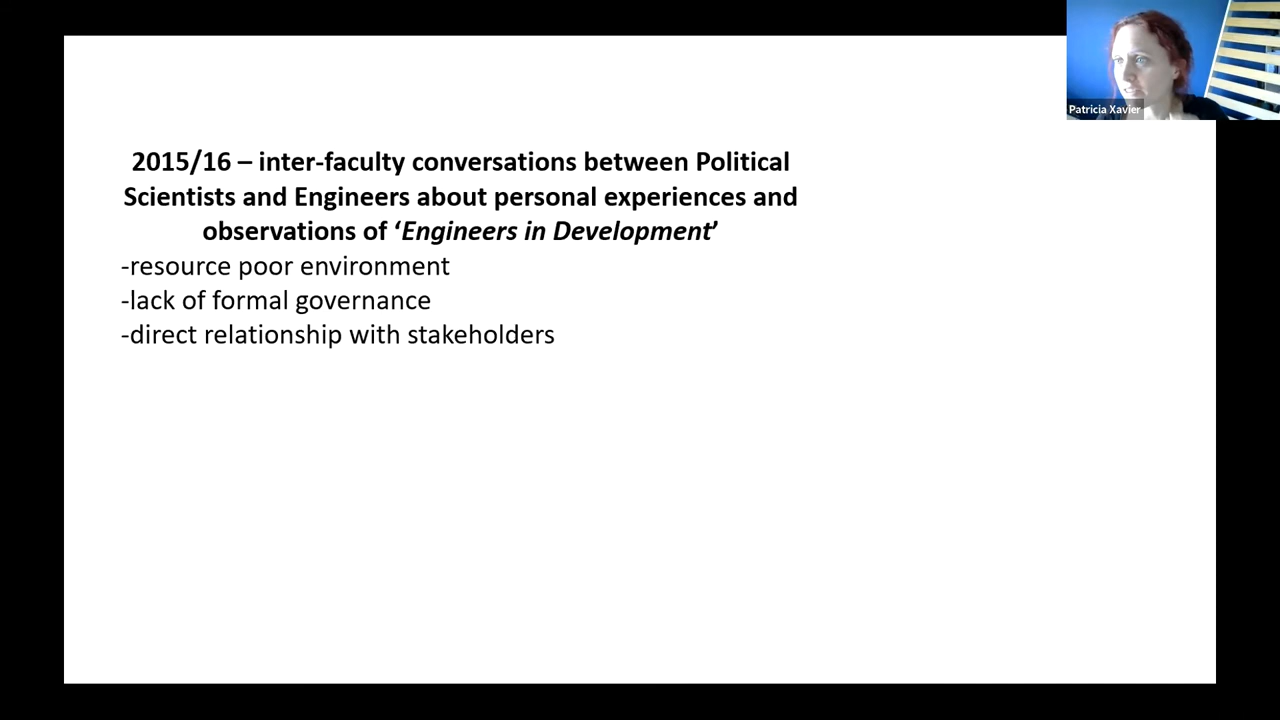 Patricia Xavier
2015/16 – inter-faculty conversations between Political
Scientists and Engineers about personal experiences and
observations of ‘Engineers in Development’
-resource poor environment
-lack of formal governance
-direct relationship with stakeholders